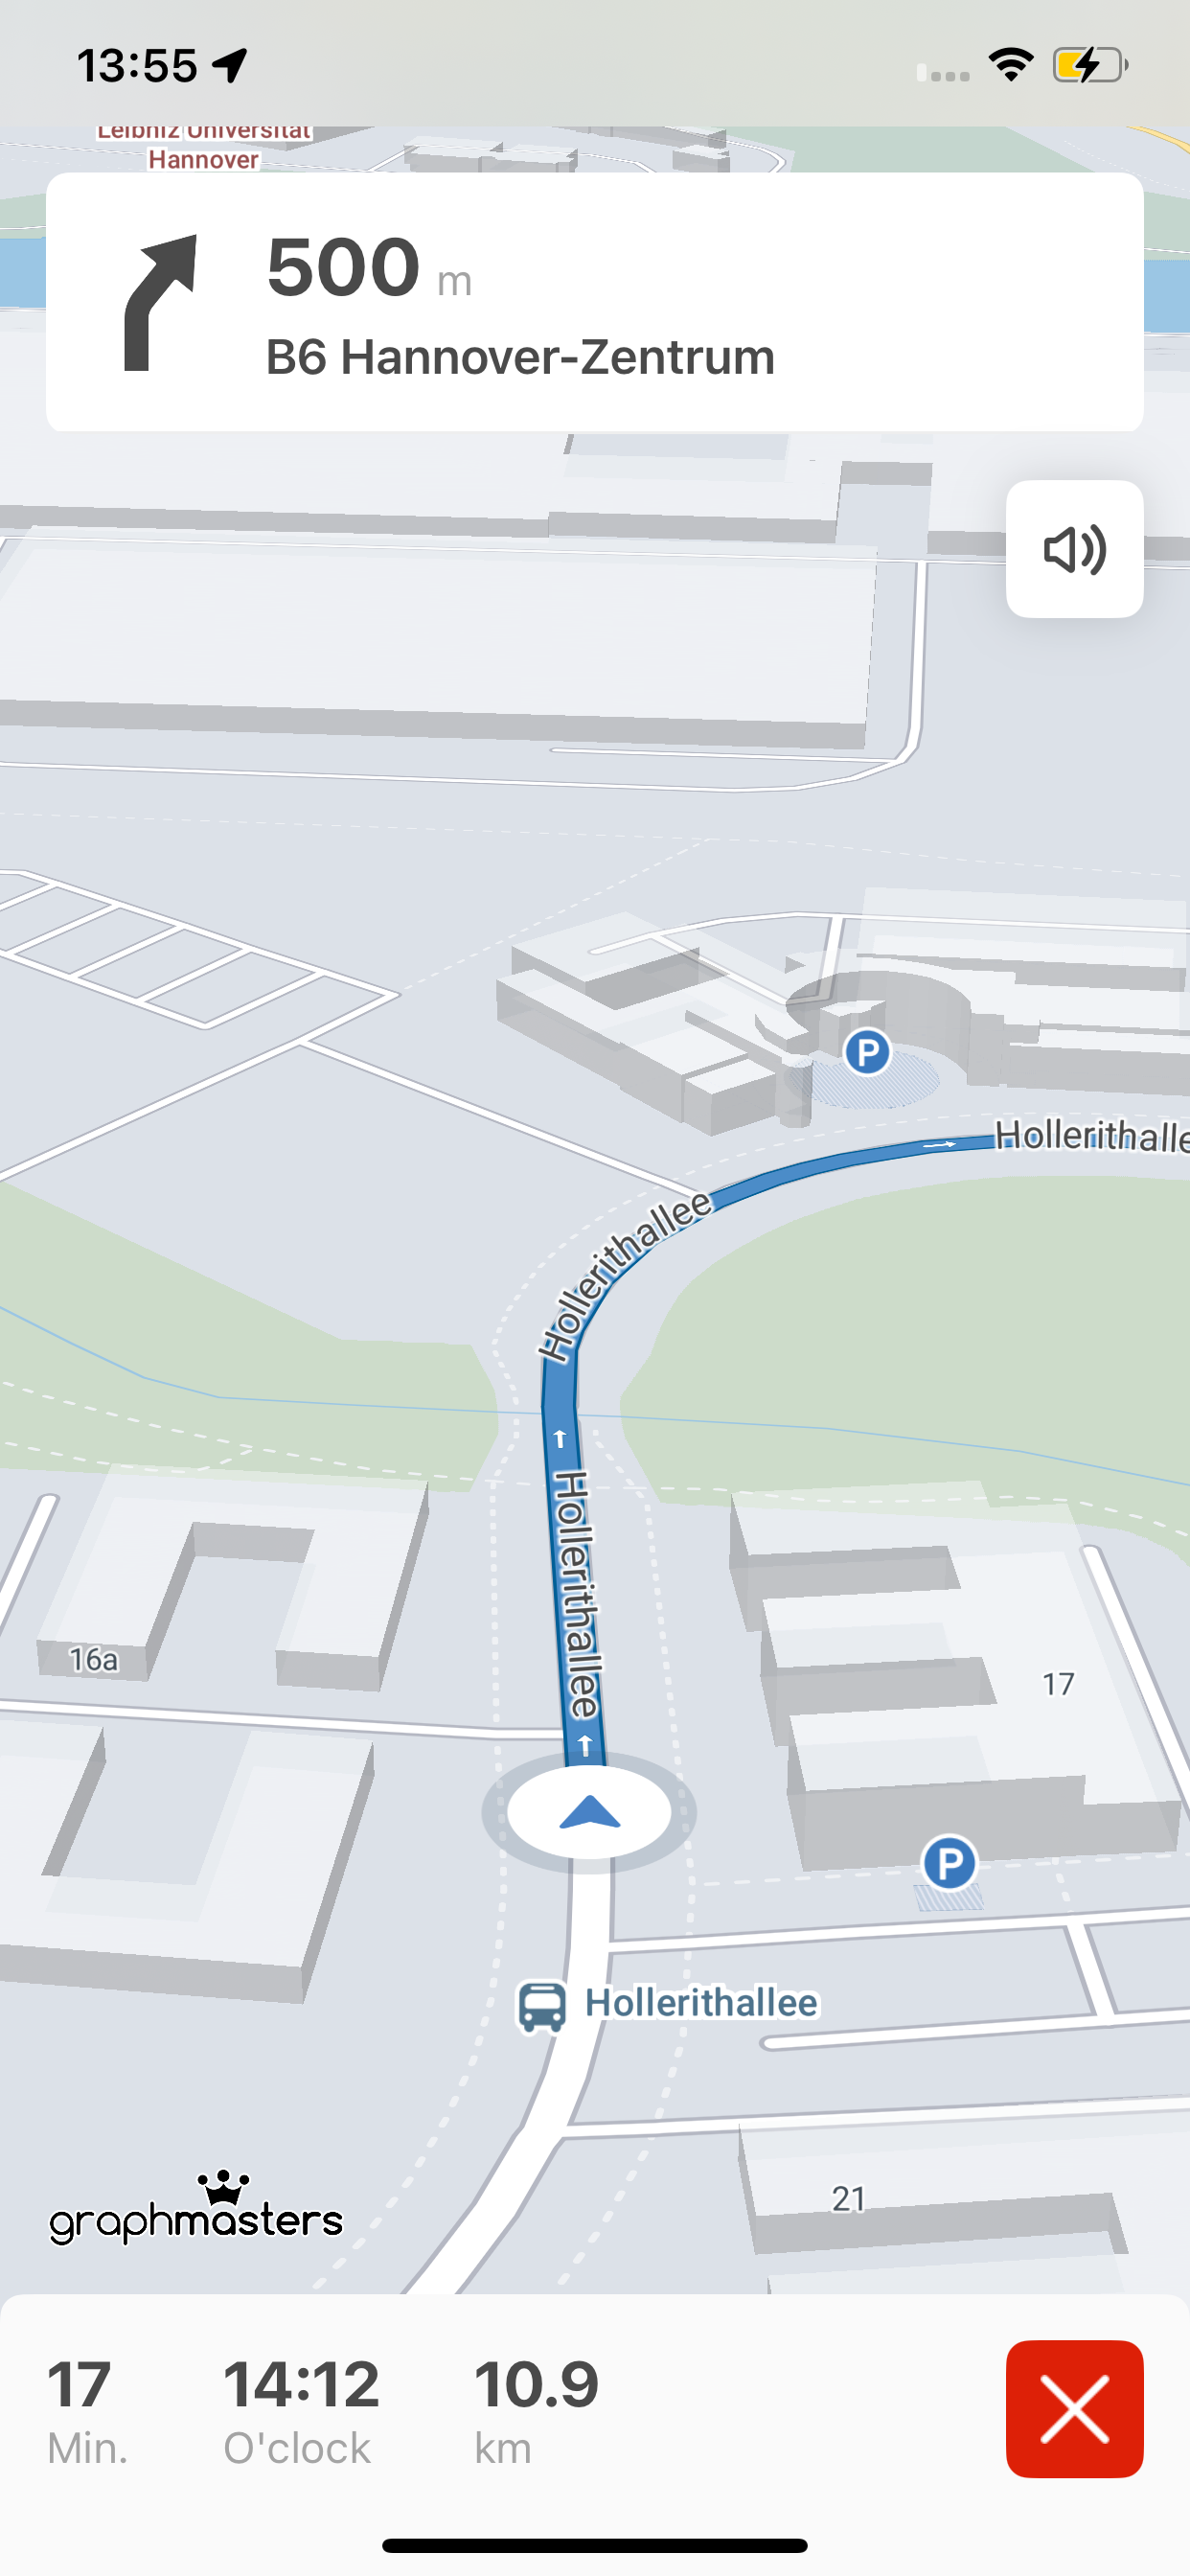 13:55
Leibniz Universität
Hannover
500 m
B6 Hannover-Zentrum
P
Hollerithalle
Hollerithallee
Hollerithallee
16a
17
P
Hollerithallee
21
graphmasters
17 14:12 10.9
Min. O'clock km